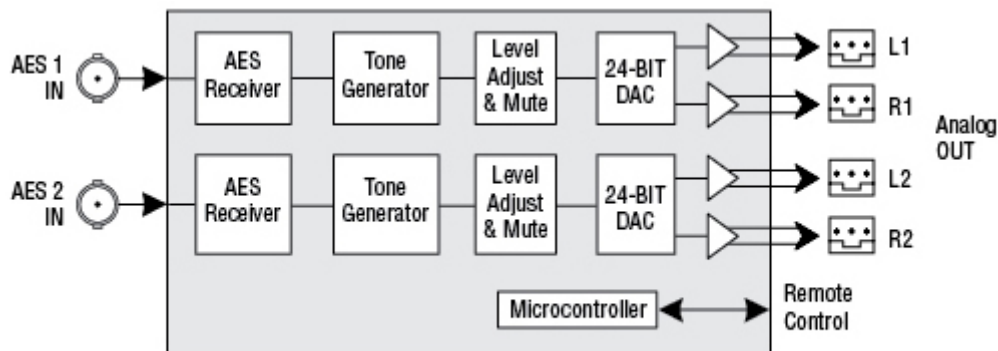 AES 1
IN
AES
Receiver
Tone
Generator
Level
Adjust
& Mute
24-BIT
DAC
L1
R1
Analog
OUT
AES 2
IN
AES
Receiver
Tone
Generator
Level
Adjust
& Mute
24-BIT
DAC
L2
R2
Microcontroller
Remote
Control